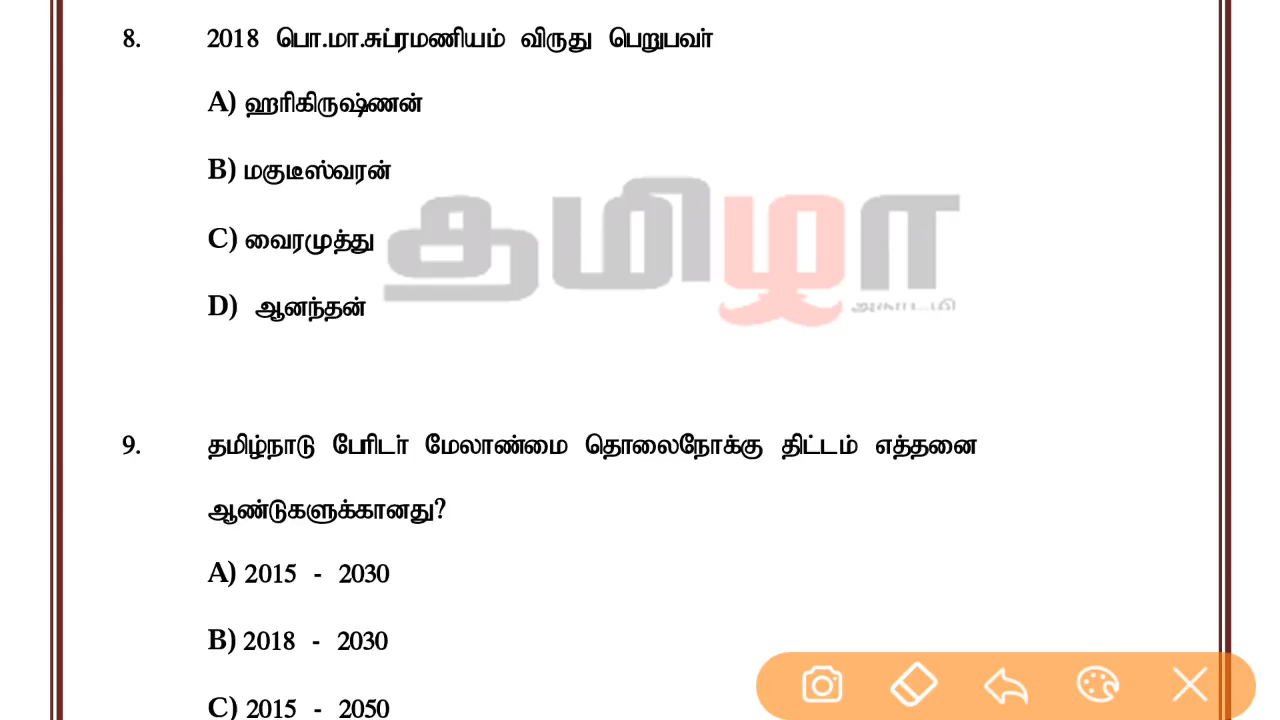 8. 2018 பொ.மா.சுப்ரமணியம் விருது பெறுபவர்
A) ஹரிகிருஷ்ணன்
B) மகுடீஸ்வரன்
C) வைரமுத்து
D) ஆனந்தன்
தமிழா
9. தமிழ்நாடு பேரிடர் மேலாண்மை தொலைநோக்கு திட்டம் எத்தனை
ஆண்டுகளுக்கானது?
A) 2015 - 2030
B) 2018 - 2030
C) 2015 - 2050